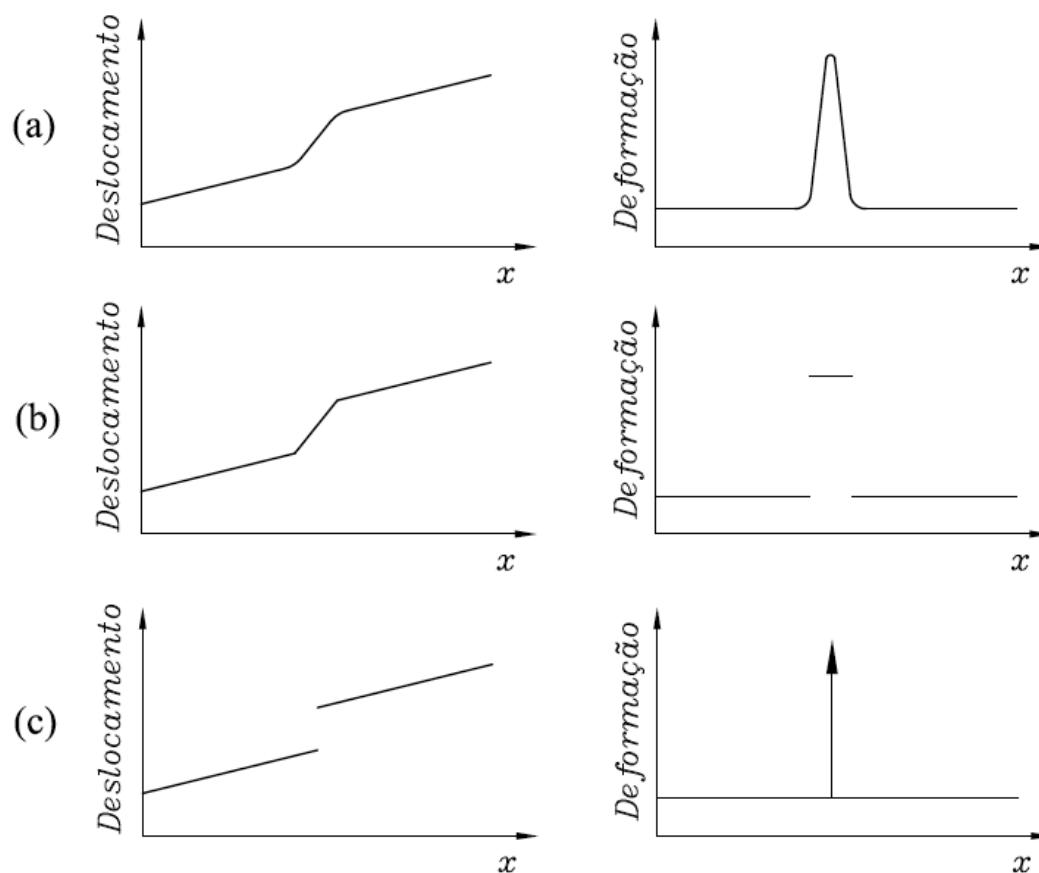 (a)
Deslocamento
x
Deformação
x
(b)
Deslocamento
x
Deformação
x
(c)
Deslocamento
x
Deformação
x